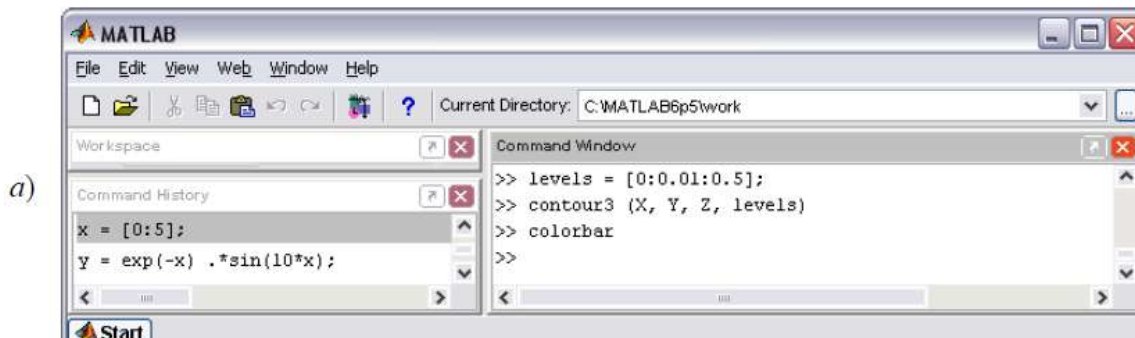 MATLAB
File Edit View Web Window Help
? Current Directory: C:\MATLAB6p5\work ...
Workspace
Command Window
a)
Command History
>> levels = [0:0.01:0.5];
>> contour3 (X, Y, Z, levels)
x = [0:5];
>> colorbar
y = exp(-x) .*sin(10*x);
>>
Start